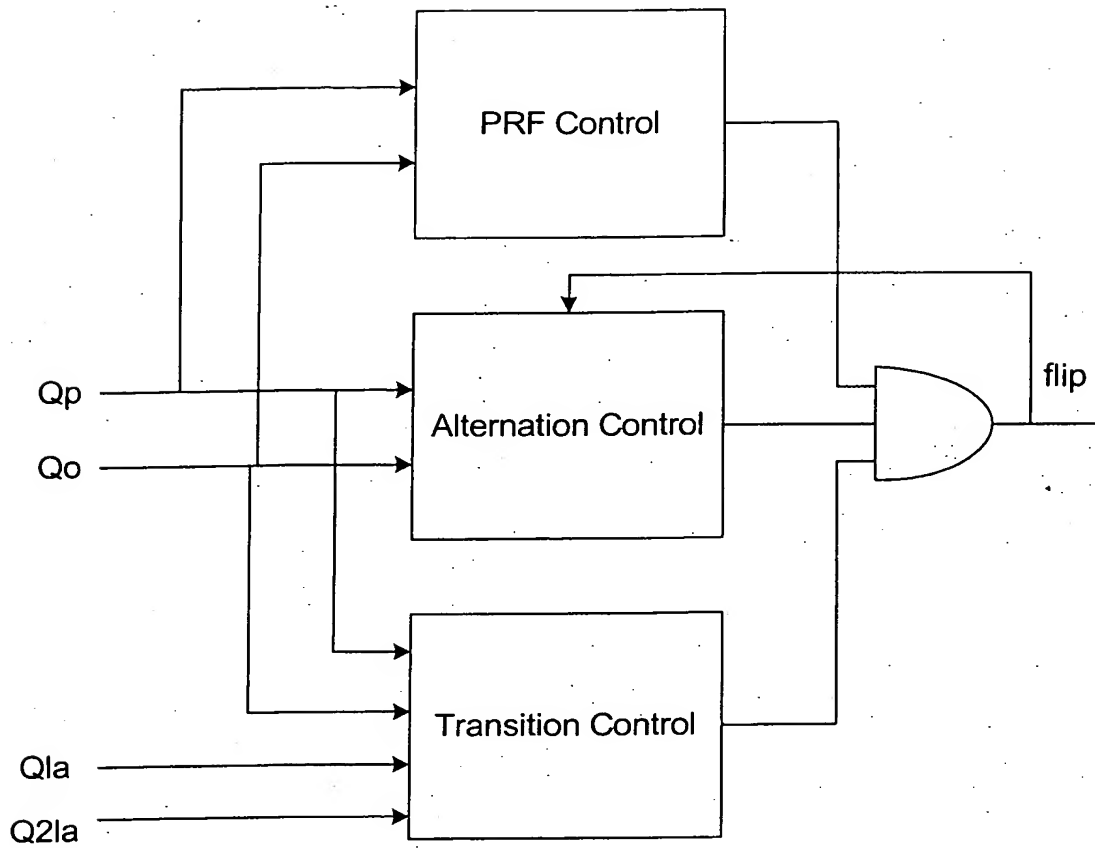 PRF Control
flip
Qp
Alternation Control
Qo
Transition Control
Qla
Q2la